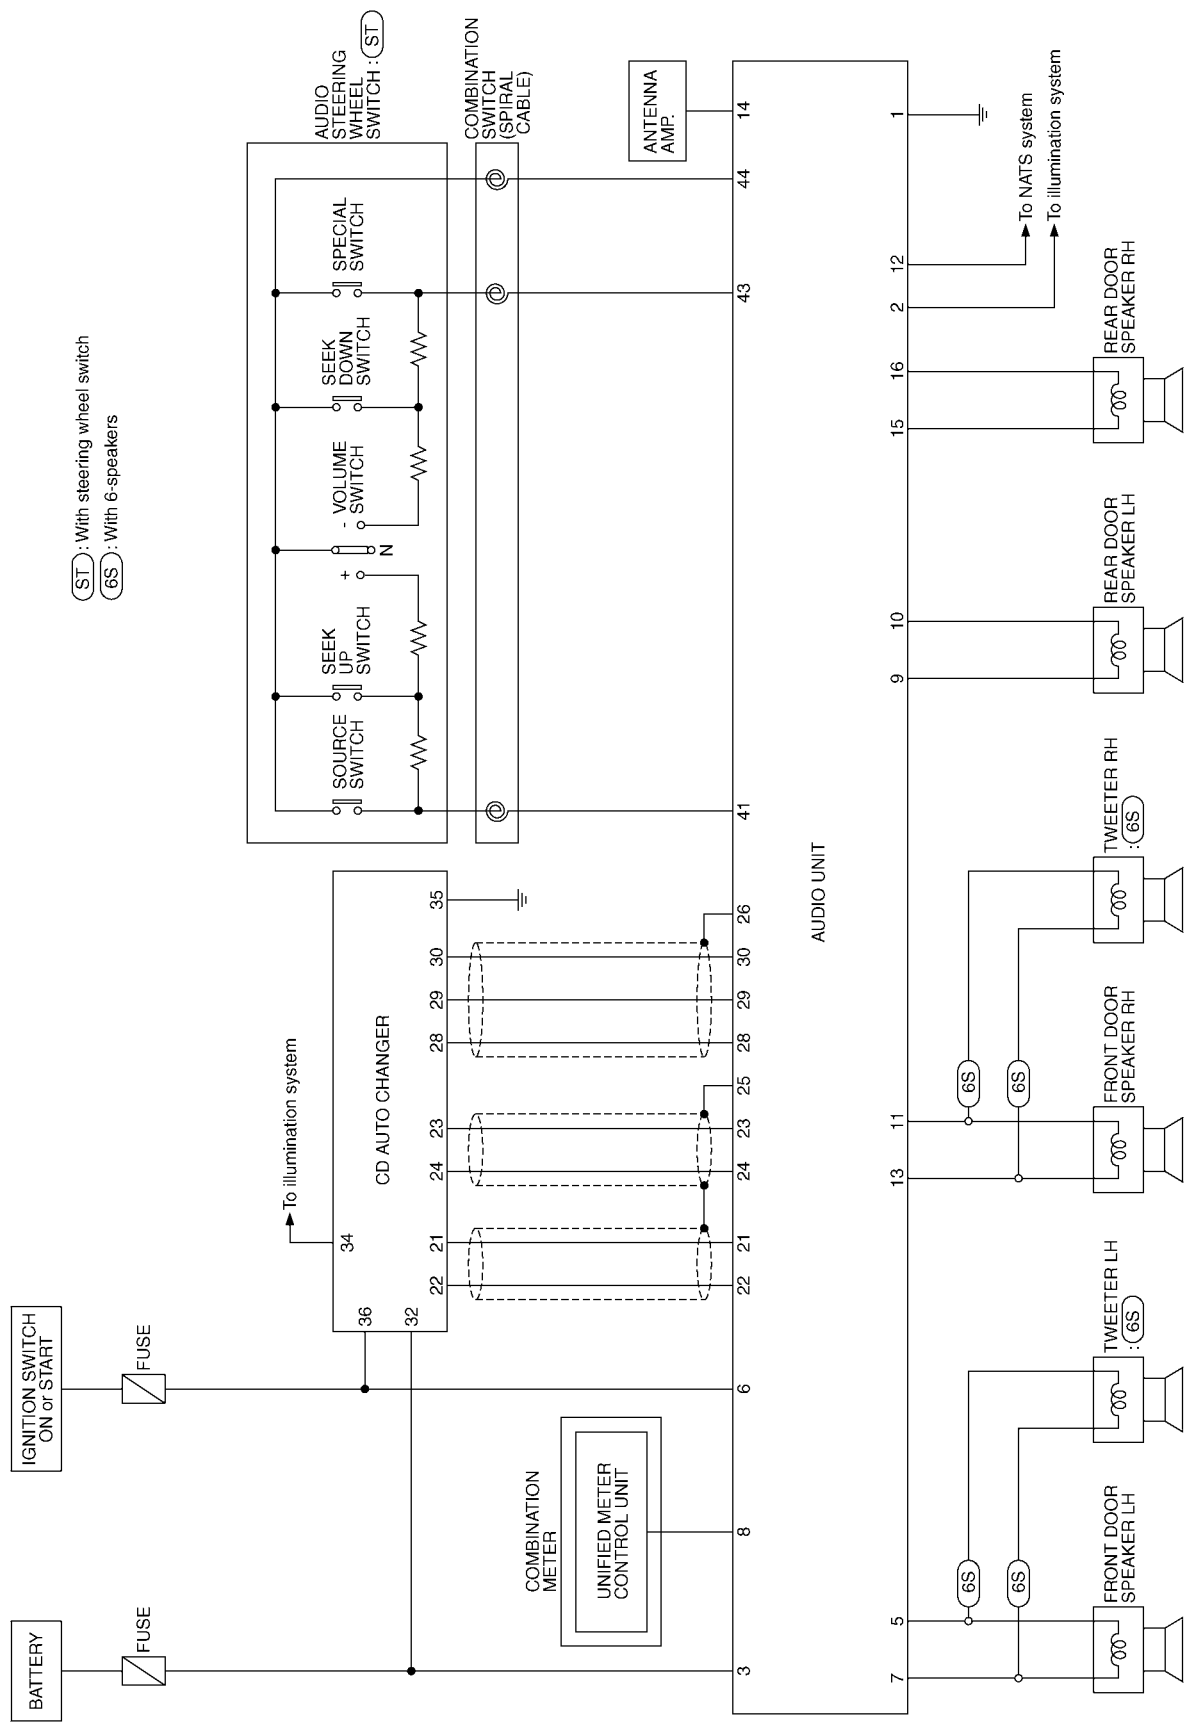 BATTERY
FUSE
IGNITION SWITCH
ON or START
FUSE
ST : With steering wheel switch
6S : With 6-speakers
To illumination system
34
36
32
CD AUTO CHANGER
22
21
24
23
28
29
30
35
AUDIO
STEERING
WHEEL
SWITCH : ST
SOURCE
SWITCH
SEEK
UP
SWITCH
+
N
-
VOLUME
SWITCH
SEEK
DOWN
SWITCH
SPECIAL
SWITCH
COMBINATION
SWITCH
(SPIRAL
CABLE)
COMBINATION
METER
UNIFIED METER
CONTROL UNIT
ANTENNA
AMP.
3
8
6
22
21
24
23
25
28
29
30
26
41
43
44
14
AUDIO UNIT
7
5
13
11
9
10
15
16
2
12
1
To NATS system
To illumination system
6S
6S
6S
6S
FRONT DOOR
SPEAKER LH
TWEETER LH
: 6S
FRONT DOOR
SPEAKER RH
TWEETER RH
: 6S
REAR DOOR
SPEAKER LH
REAR DOOR
SPEAKER RH